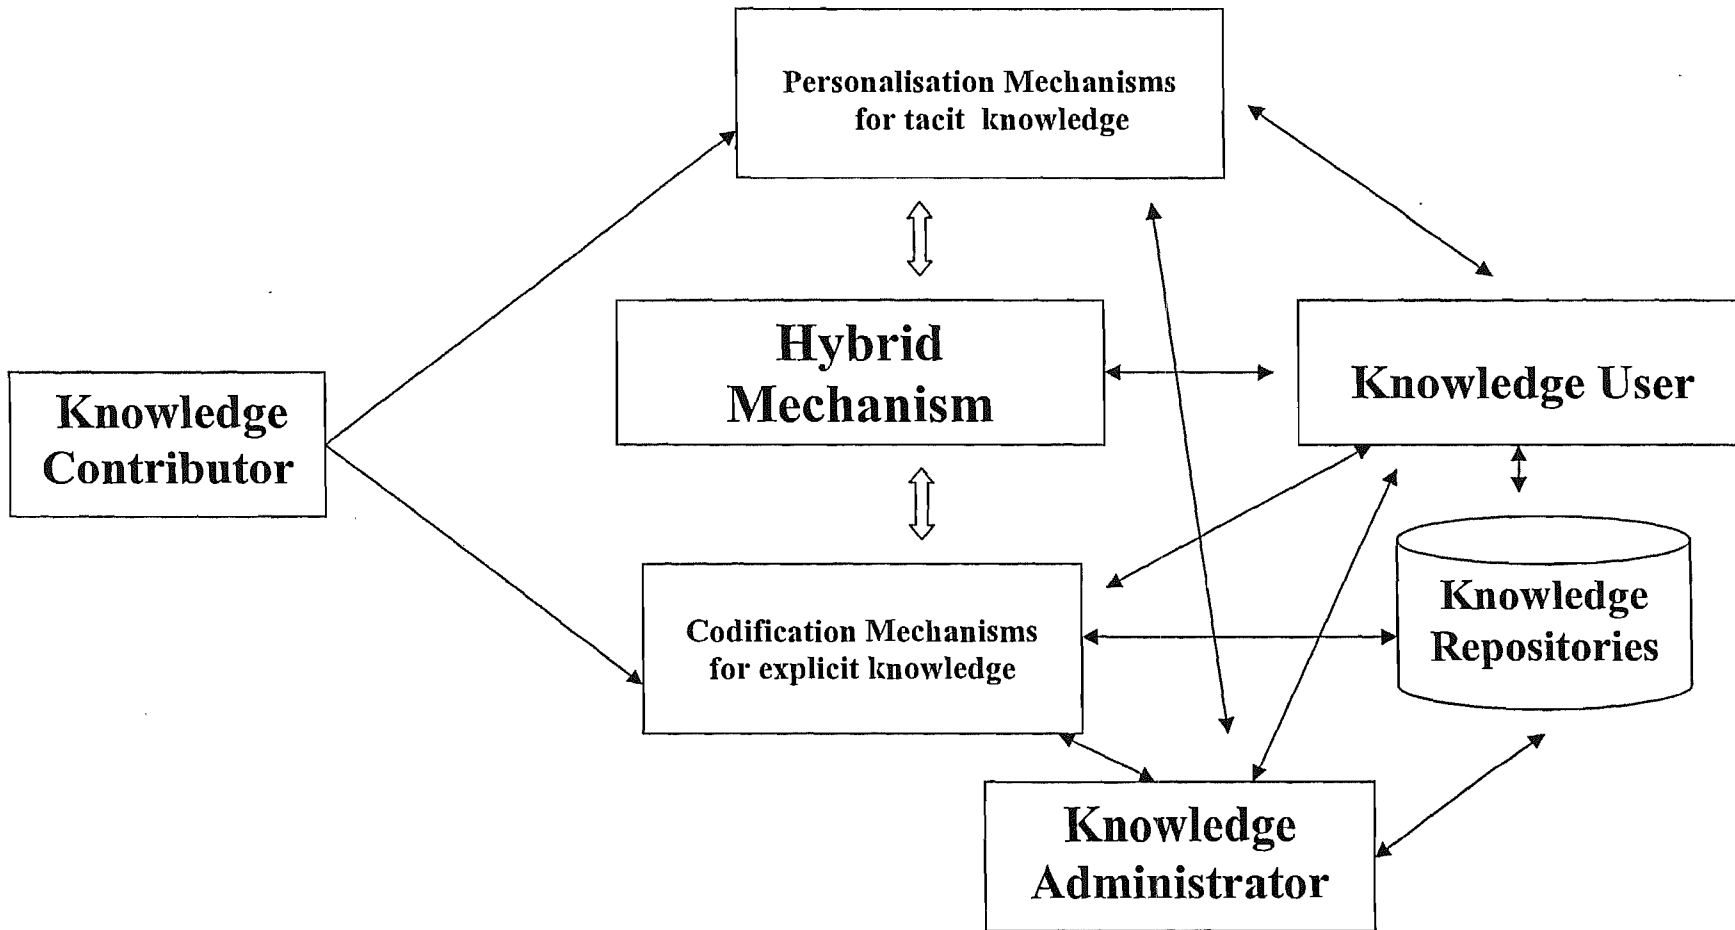 Personalisation Mechanisms
for tacit knowledge
Hybrid
Mechanism
Knowledge User
Knowledge
Contributor
Knowledge
Repositories
Codification Mechanisms
for explicit knowledge
Knowledge
Administrator